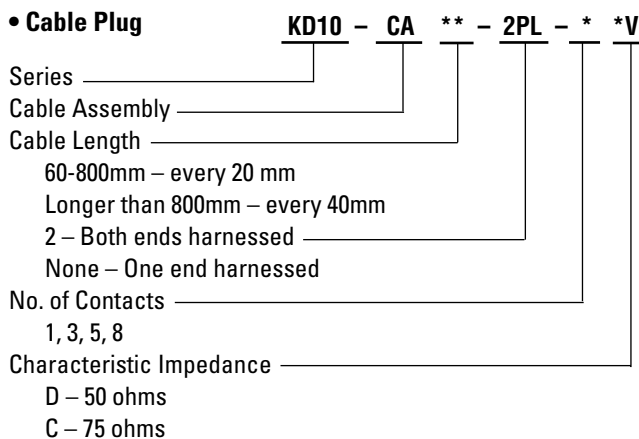 • Cable Plug KD10 – CA ** – 2PL – * *V
Series
Cable Assembly
Cable Length
60-800mm – every 20 mm
Longer than 800mm – every 40mm
2 – Both ends harnessed
None – One end harnessed
No. of Contacts
1, 3, 5, 8
Characteristic Impedance
D – 50 ohms
C – 75 ohms